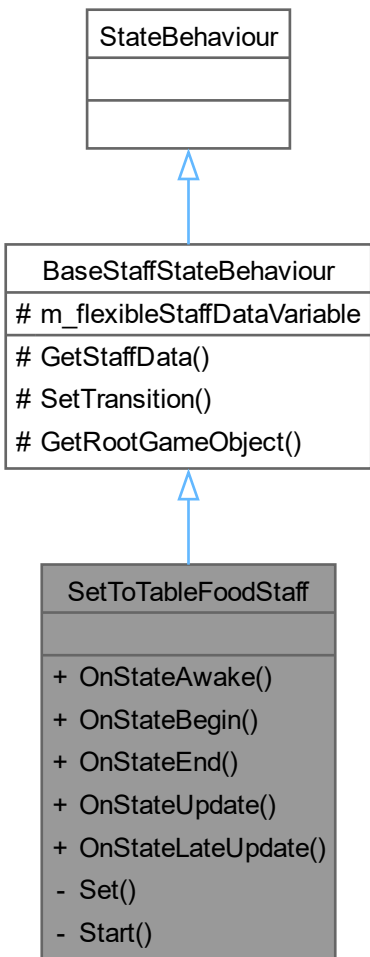 StateBehaviour
BaseStaffStateBehaviour
# m_flexibleStaffDataVariable
# GetStaffData()
# SetTransition()
# GetRootGameObject()
SetToTableFoodStaff
+ OnStateAwake()
+ OnStateBegin()
+ OnStateEnd()
+ OnStateUpdate()
+ OnStateLateUpdate()
- Set()
- Start()